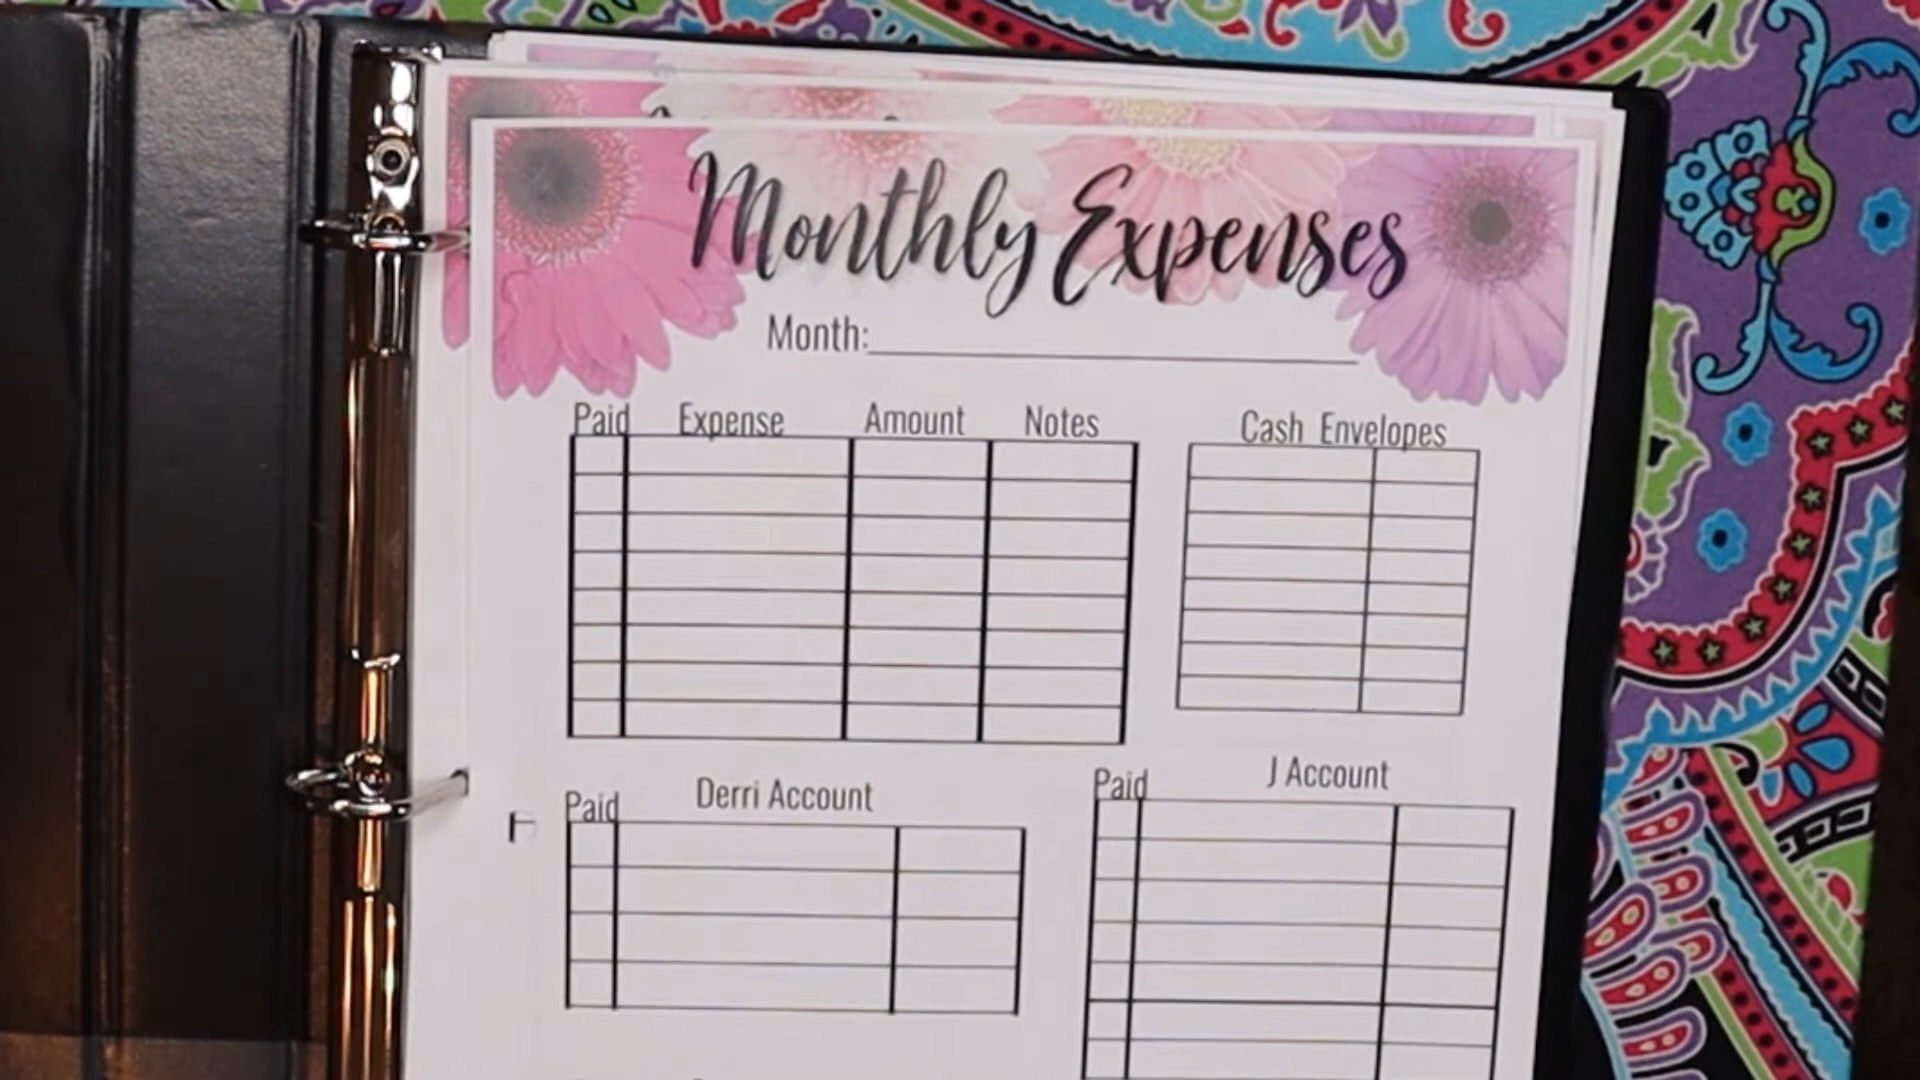 Monthly Expenses
Month:
Paid Expense Amount Notes
Cash Envelopes
Paid Derri Account
Paid J Account